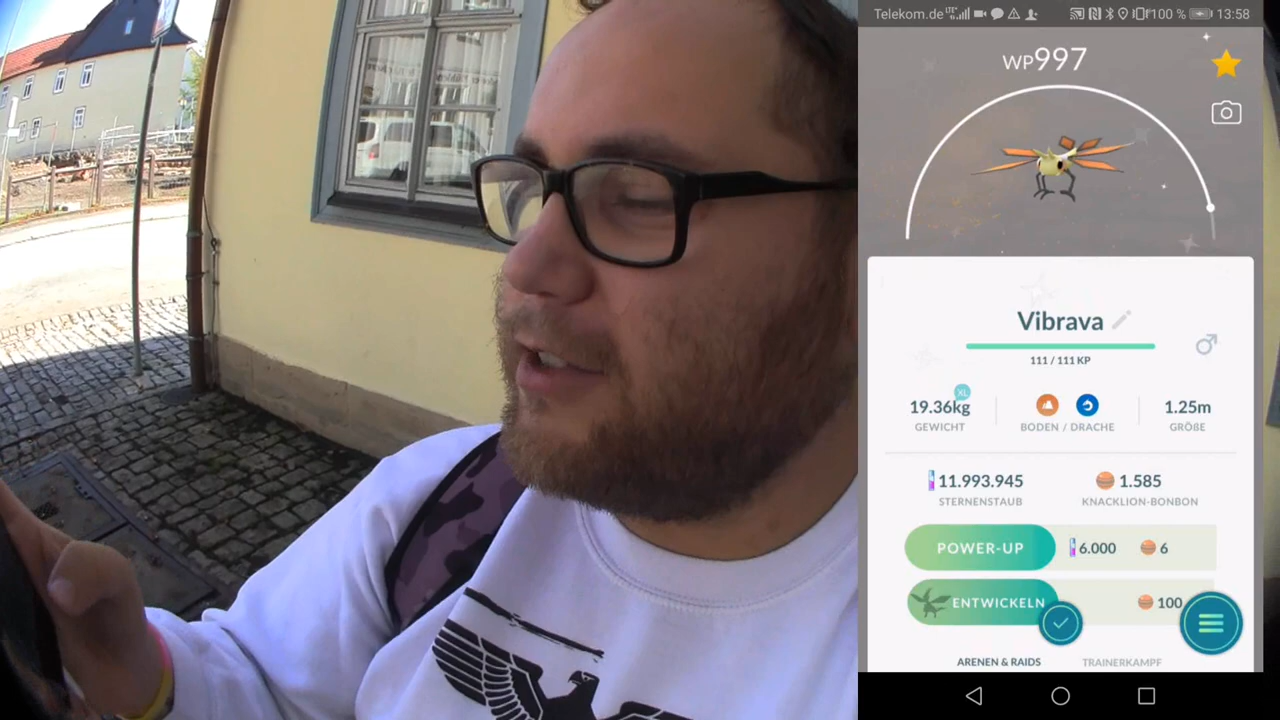 Telekom.de 100 % 13:58
WP997
Vibrava
111 / 111 KP
XL
19.36kg 1.25m
GEWICHT BODEN / DRACHE GRÖßE
11.993.945 1.585
STERNENSTAUB KNACKLION-BONBON
POWER-UP 6.000 6
ENTWICKELN 100
ARENEN & RAIDS TRAINERKAMPF